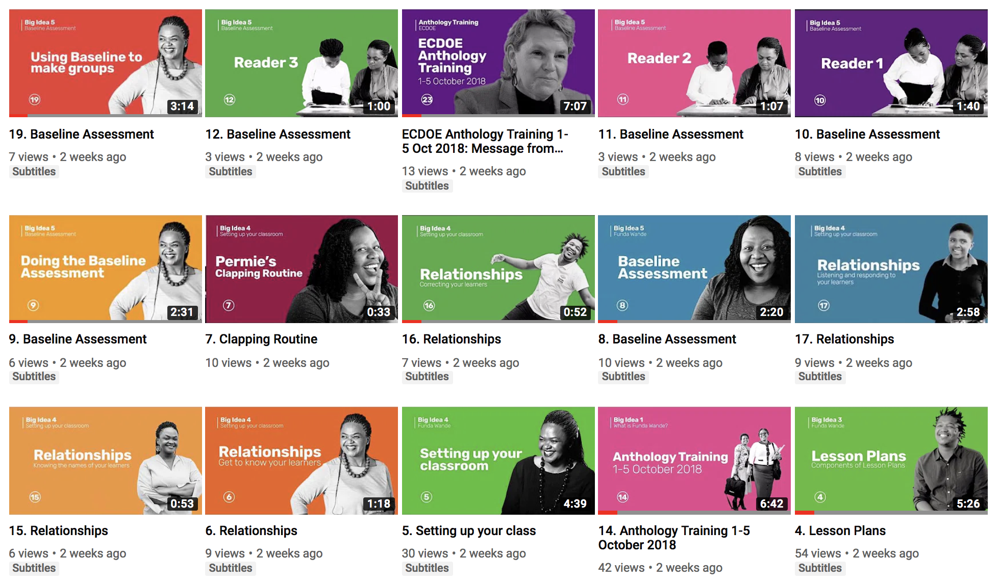 Big Idea 5
Baseline Assessment
Using Baseline to
make groups
19
3:14
19. Baseline Assessment
7 views • 2 weeks ago
Subtitles
Big Idea 5
Baseline Assessment
Reader 3
12
1:00
12. Baseline Assessment
3 views • 2 weeks ago
Subtitles
Anthology Training
ECDOE
ECDOE
Anthology
Training
1-5 October 2018
23
7:07
ECDOE Anthology Training 1-
5 Oct 2018: Message from...
13 views • 2 weeks ago
Subtitles
Big Idea 5
Baseline Assessment
Reader 2
11
1:07
11. Baseline Assessment
3 views • 2 weeks ago
Subtitles
Big Idea 5
Baseline Assessment
Reader 1
10
1:40
10. Baseline Assessment
8 views • 2 weeks ago
Subtitles
Big Idea 5
Baseline Assessment
Doing the Baseline
Assessment
9
2:31
9. Baseline Assessment
6 views • 2 weeks ago
Subtitles
Big Idea 4
Setting up your classroom
Permie's
Clapping Routine
7
0:33
7. Clapping Routine
10 views • 2 weeks ago
Big Idea 4
Setting up your classroom
Relationships
Correcting your learners
16
0:52
16. Relationships
7 views • 2 weeks ago
Subtitles
Big Idea 5
Funda Wande
Baseline
Assessment
8
2:20
8. Baseline Assessment
10 views • 2 weeks ago
Subtitles
Big Idea 4
Setting up your classroom
Relationships
Listening and responding to
your learners
17
2:58
17. Relationships
9 views • 2 weeks ago
Subtitles
Big Idea 4
Setting up your classroom
Relationships
Knowing the names of your learners
15
0:53
15. Relationships
6 views • 2 weeks ago
Subtitles
Big Idea 4
Setting up your classroom
Relationships
Get to know your learners
6
1:18
6. Relationships
9 views • 2 weeks ago
Subtitles
Big Idea 4
Funda Wande
Setting up your
classroom
5
4:39
5. Setting up your class
30 views • 2 weeks ago
Subtitles
Big Idea 1
What is Funda Wande?
Anthology Training
1-5 October 2018
14
6:42
14. Anthology Training 1-5
October 2018
42 views • 2 weeks ago
Big Idea 3
Funda Wande
Lesson Plans
Components of Lesson Plans
4
5:26
4. Lesson Plans
54 views • 2 weeks ago
Subtitles